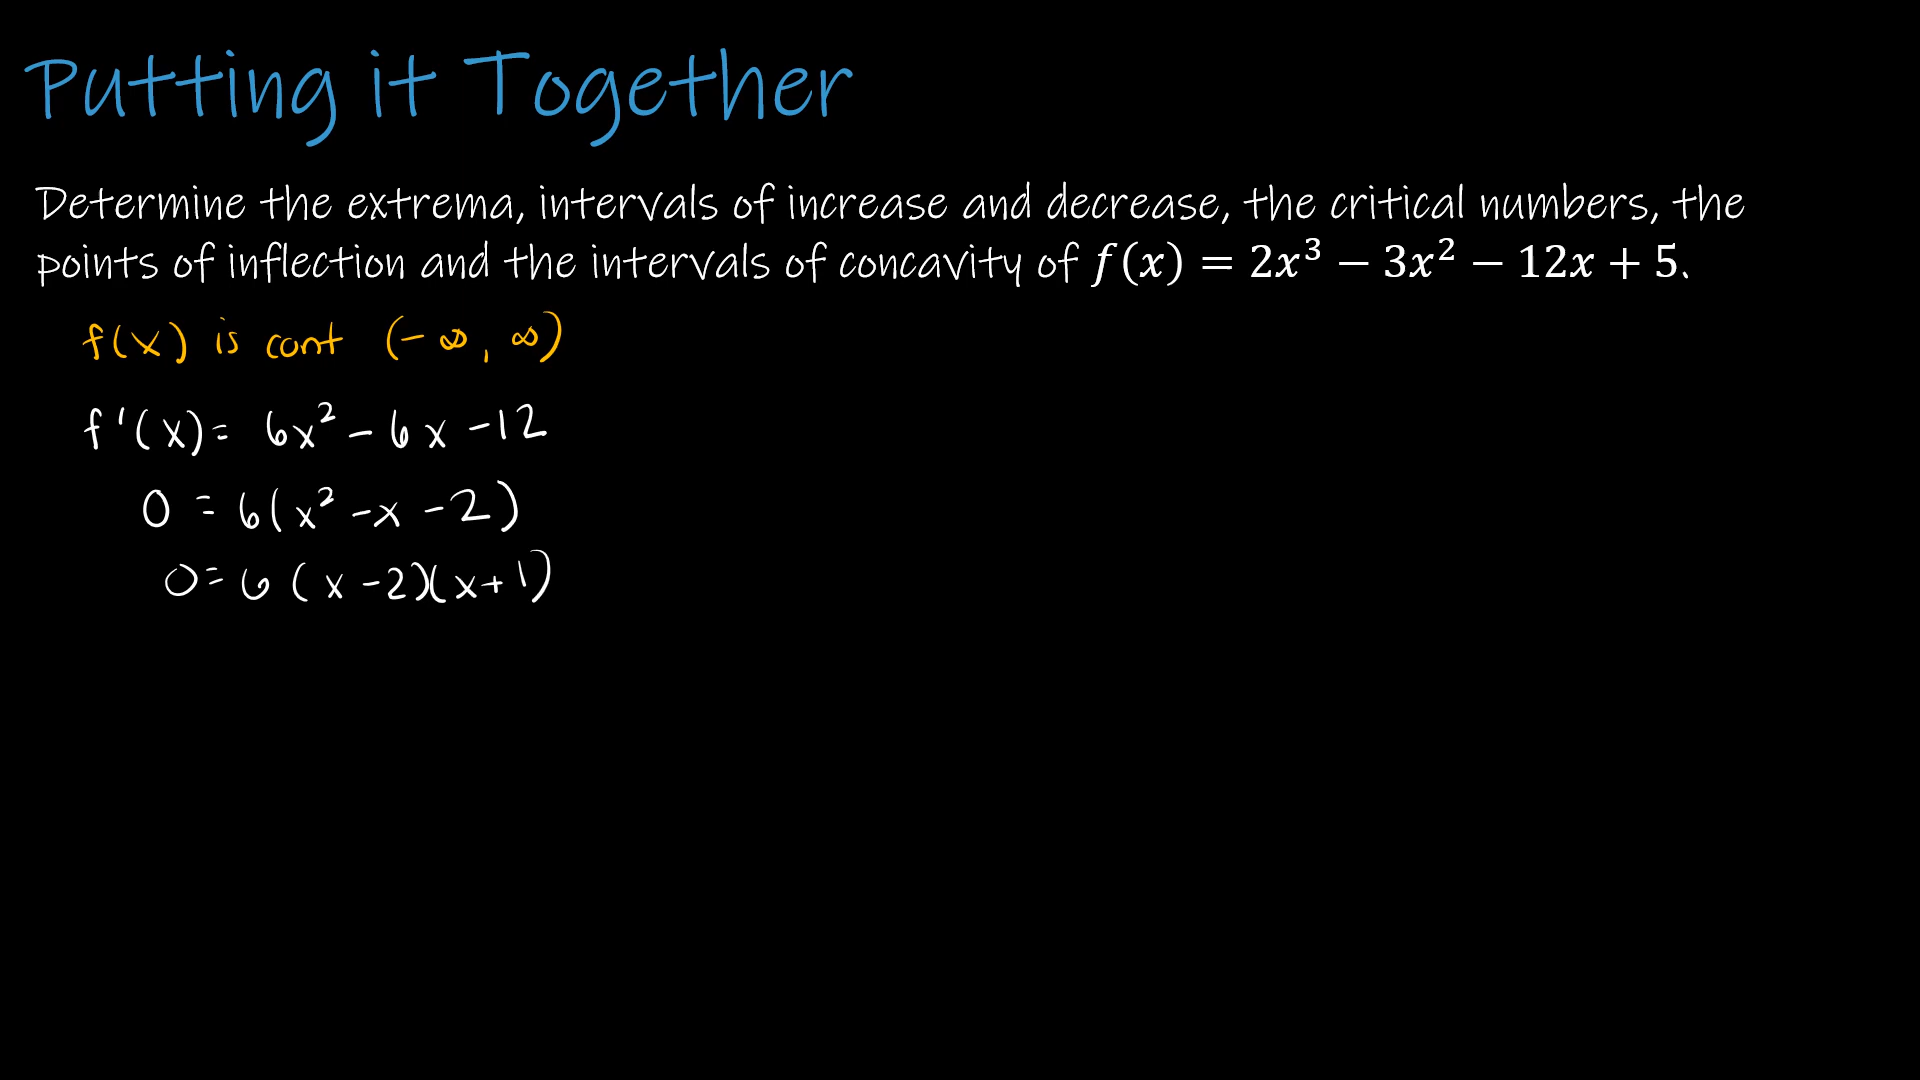 Putting it Together
Determine the extrema, intervals of increase and decrease, the critical numbers, the
points of inflection and the intervals of concavity of f(x) = 2x³ − 3x² − 12x + 5.
f(x) is cont (-∞, ∞)
f'(x) = 6x² - 6x - 12
0 = 6(x² - x - 2)
0 = 6(x - 2)(x + 1)